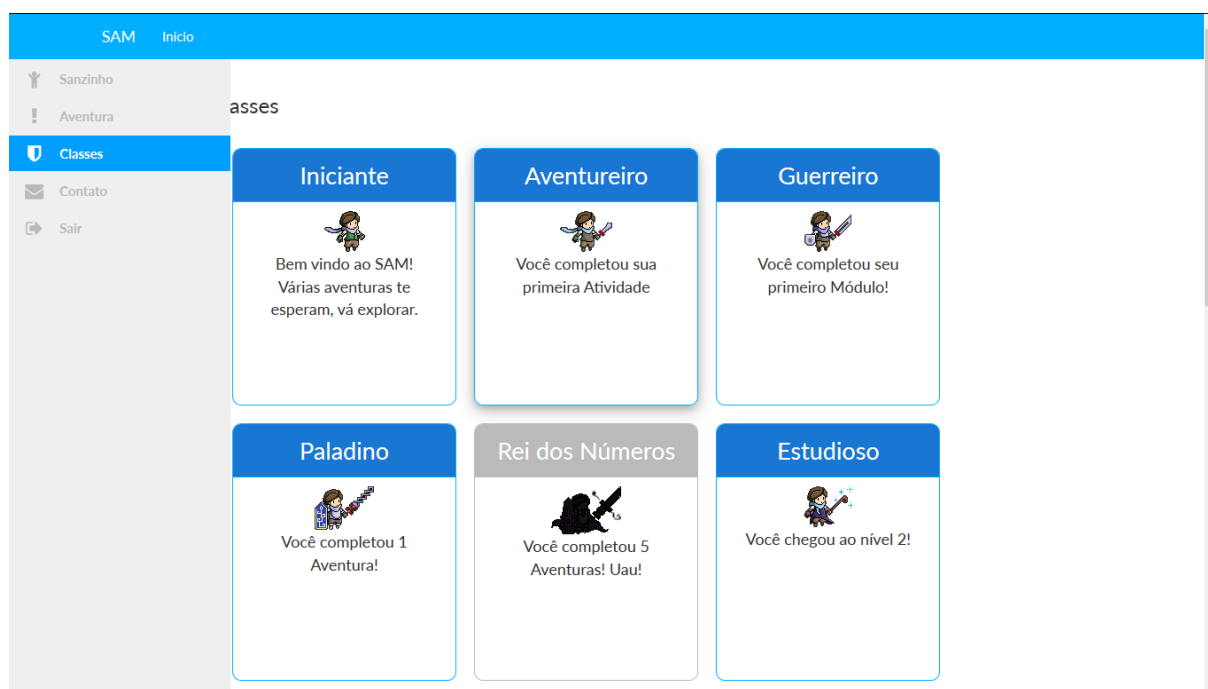 SAM Início
Sanzinho
Aventura
Classes
Contato
Sair
asses
Iniciante
Bem vindo ao SAM!
Várias aventuras te
esperam, vá explorar.
Aventureiro
Você completou sua
primeira Atividade
Guerreiro
Você completou seu
primeiro Módulo!
Paladino
Você completou 1
Aventura!
Rei dos Números
Você completou 5
Aventuras! Uau!
Estudioso
Você chegou ao nível 2!